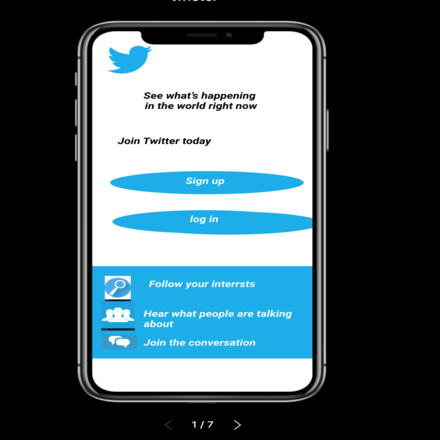 See what's happening
in the world right now
Join Twitter today
Sign up
log in
Follow your interrsts
Hear what people are talking
about
Join the conversation
1 / 7